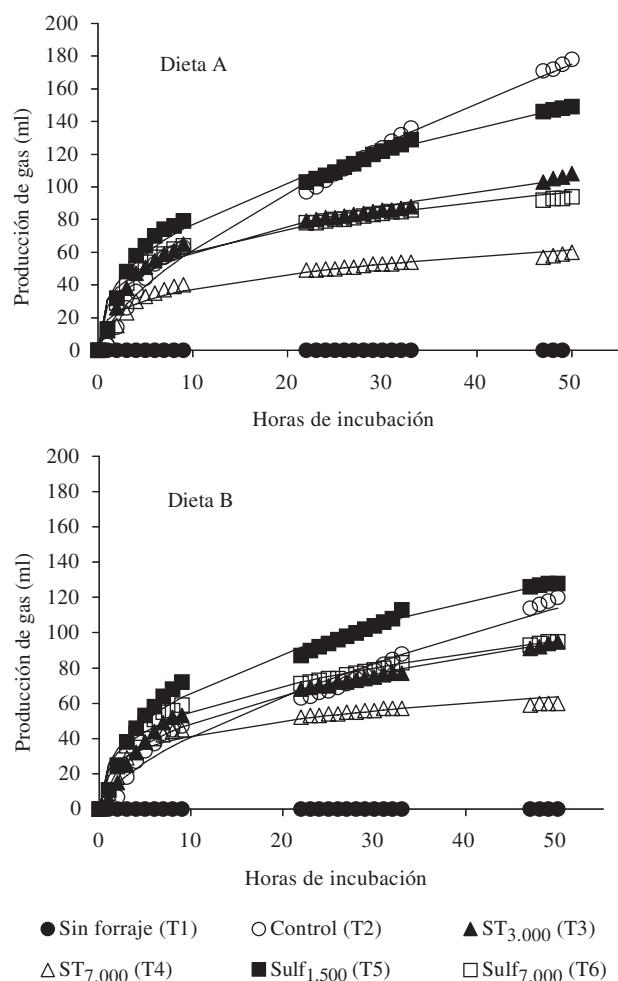 200
180
160
140
120
100
80
60
40
20
0
Producción de gas (ml)
Dieta A
0 10 20 30 40 50
Horas de incubación
200
180
160
140
120
100
80
60
40
20
0
Producción de gas (ml)
Dieta B
0 10 20 30 40 50
Horas de incubación
Sin forraje (T1) Control (T2) ST3.000 (T3)
ST7.000 (T4) Sulf1.500 (T5) Sulf7.000 (T6)